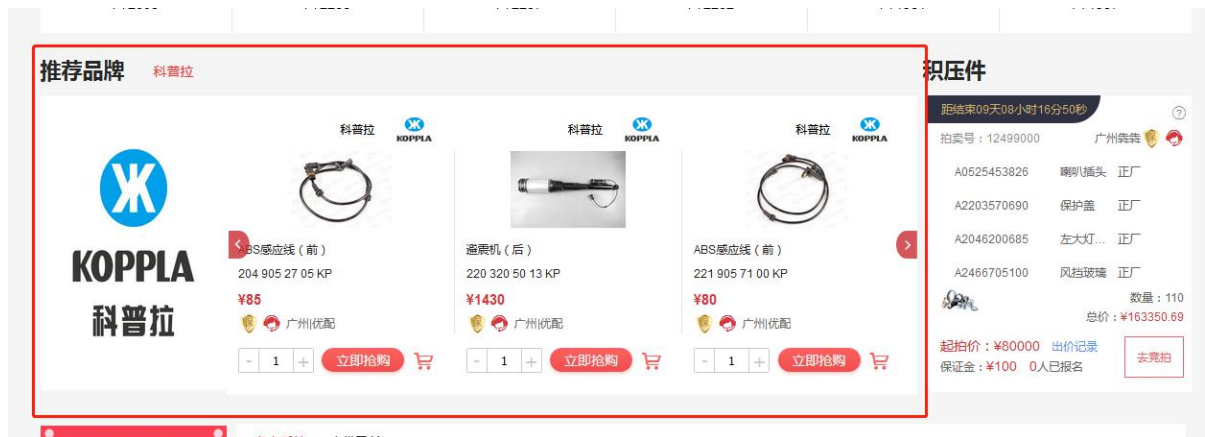 推荐品牌 科普拉
KOPPLA
科普拉
科普拉 KOPPLA
ABS感应线(前)
204 905 27 05 KP
¥85
广州优配
- 1 + 立即抢购
科普拉 KOPPLA
避震机(后)
220 320 50 13 KP
¥1430
广州优配
- 1 + 立即抢购
科普拉 KOPPLA
ABS感应线(前)
221 905 71 00 KP
¥80
广州优配
- 1 + 立即抢购
积压件
距结束09天08小时16分50秒
?
拍卖号:12499000 广州犇犇
A0525453826 喇叭插头 正厂
A2203570690 保护盖 正厂
A2046200685 左大灯... 正厂
A2466705100 风挡玻璃 正厂
数量:110
总价:¥163350.69
起拍价:¥80000 出价记录
保证金:¥100 0人已报名
去竞拍